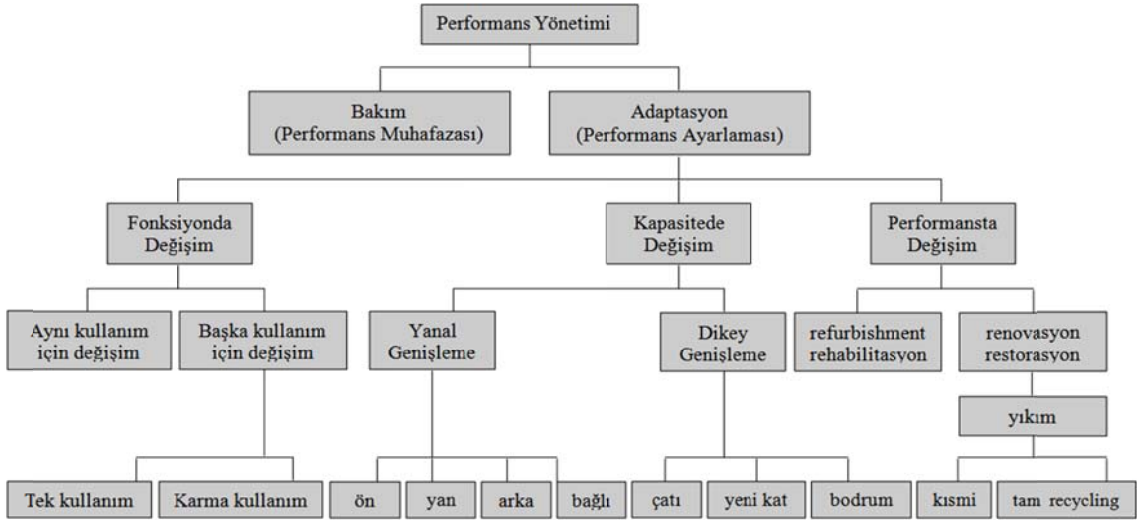 Performans Yönetimi
Bakım
(Performans Muhafazası)
Adaptasyon
(Performans Ayarlaması)
Fonksiyonda
Değişim
Kapasitede
Değişim
Performansta
Değişim
Aynı kullanım
için değişim
Başka kullanım
için değişim
Yanal
Genişleme
Dikey
Genişleme
refurbishment
rehabilitasyon
renovasyon
restorasyon
yıkım
Tek kullanım
Karma kullanım
ön
yan
arka
bağlı
çatı
yeni kat
bodrum
kısmi
tam recycling